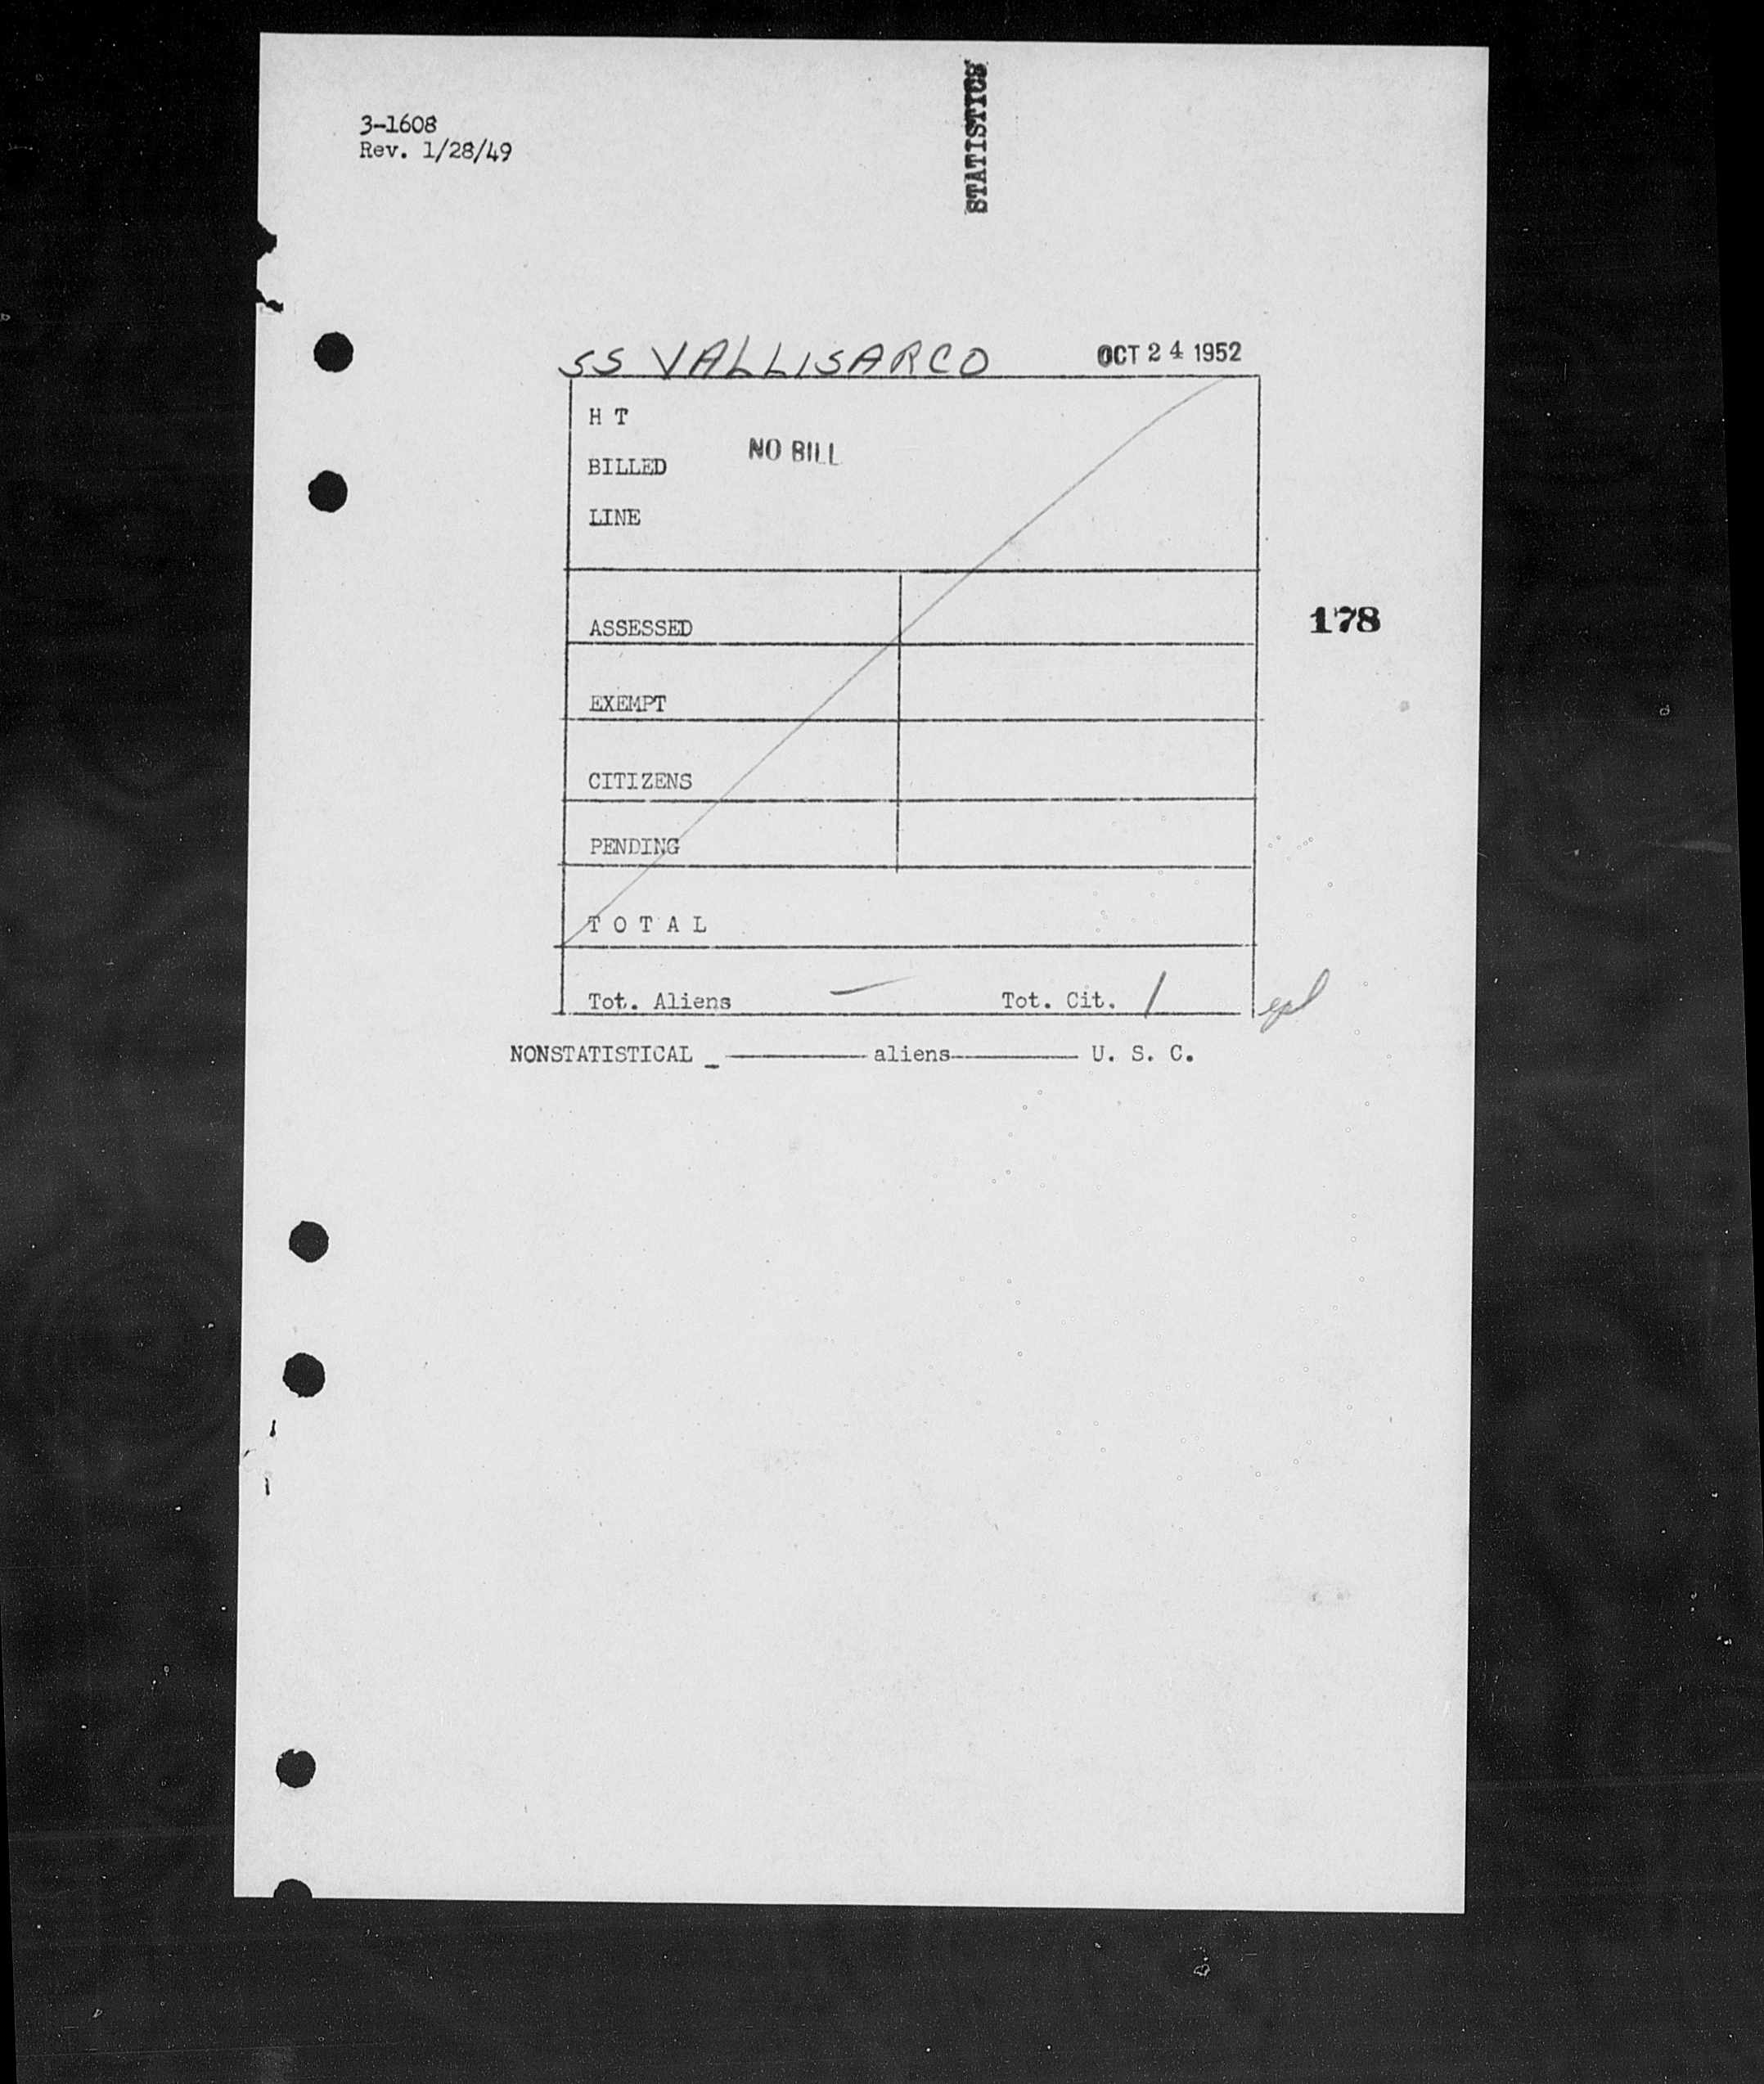 STATISTICS
3-1608
Rev. 1/28/49
SS VALLISARCO OCT 24 1952
H T
NO BILL
BILLED
LINE
ASSESSED
178
EXEMPT
CITIZENS
PENDING
T O T A L
Tot. Aliens — Tot. Cit. 1
NONSTATISTICAL _ aliens U. S. C.